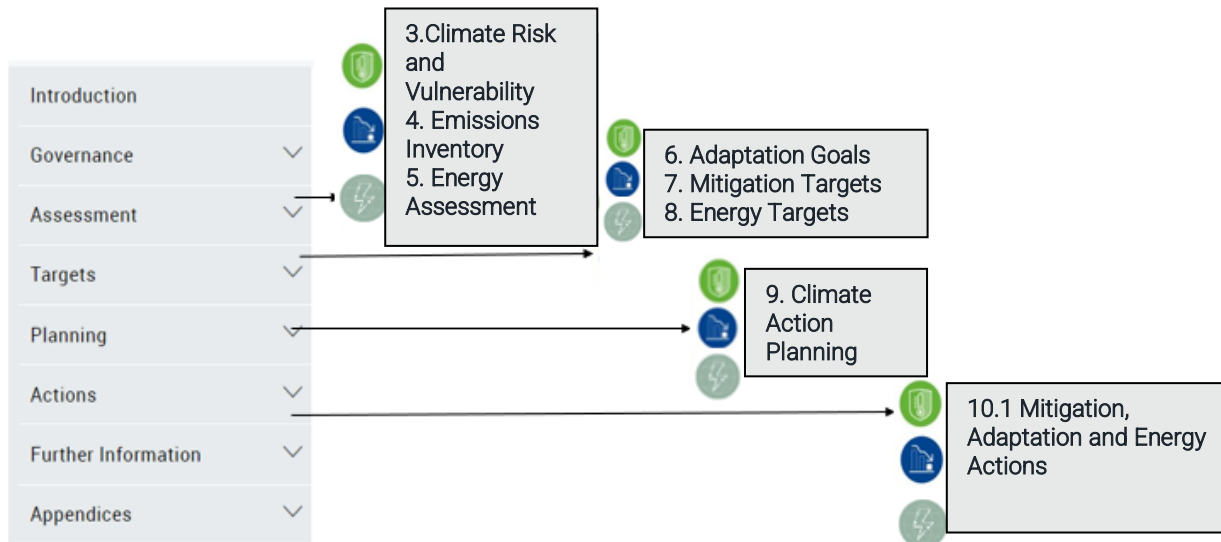 Introduction
Governance
Assessment
Targets
Planning
Actions
Further Information
Appendices
3.Climate Risk
and
Vulnerability
4. Emissions
Inventory
5. Energy
Assessment
6. Adaptation Goals
7. Mitigation Targets
8. Energy Targets
9. Climate
Action
Planning
10.1 Mitigation,
Adaptation and Energy
Actions